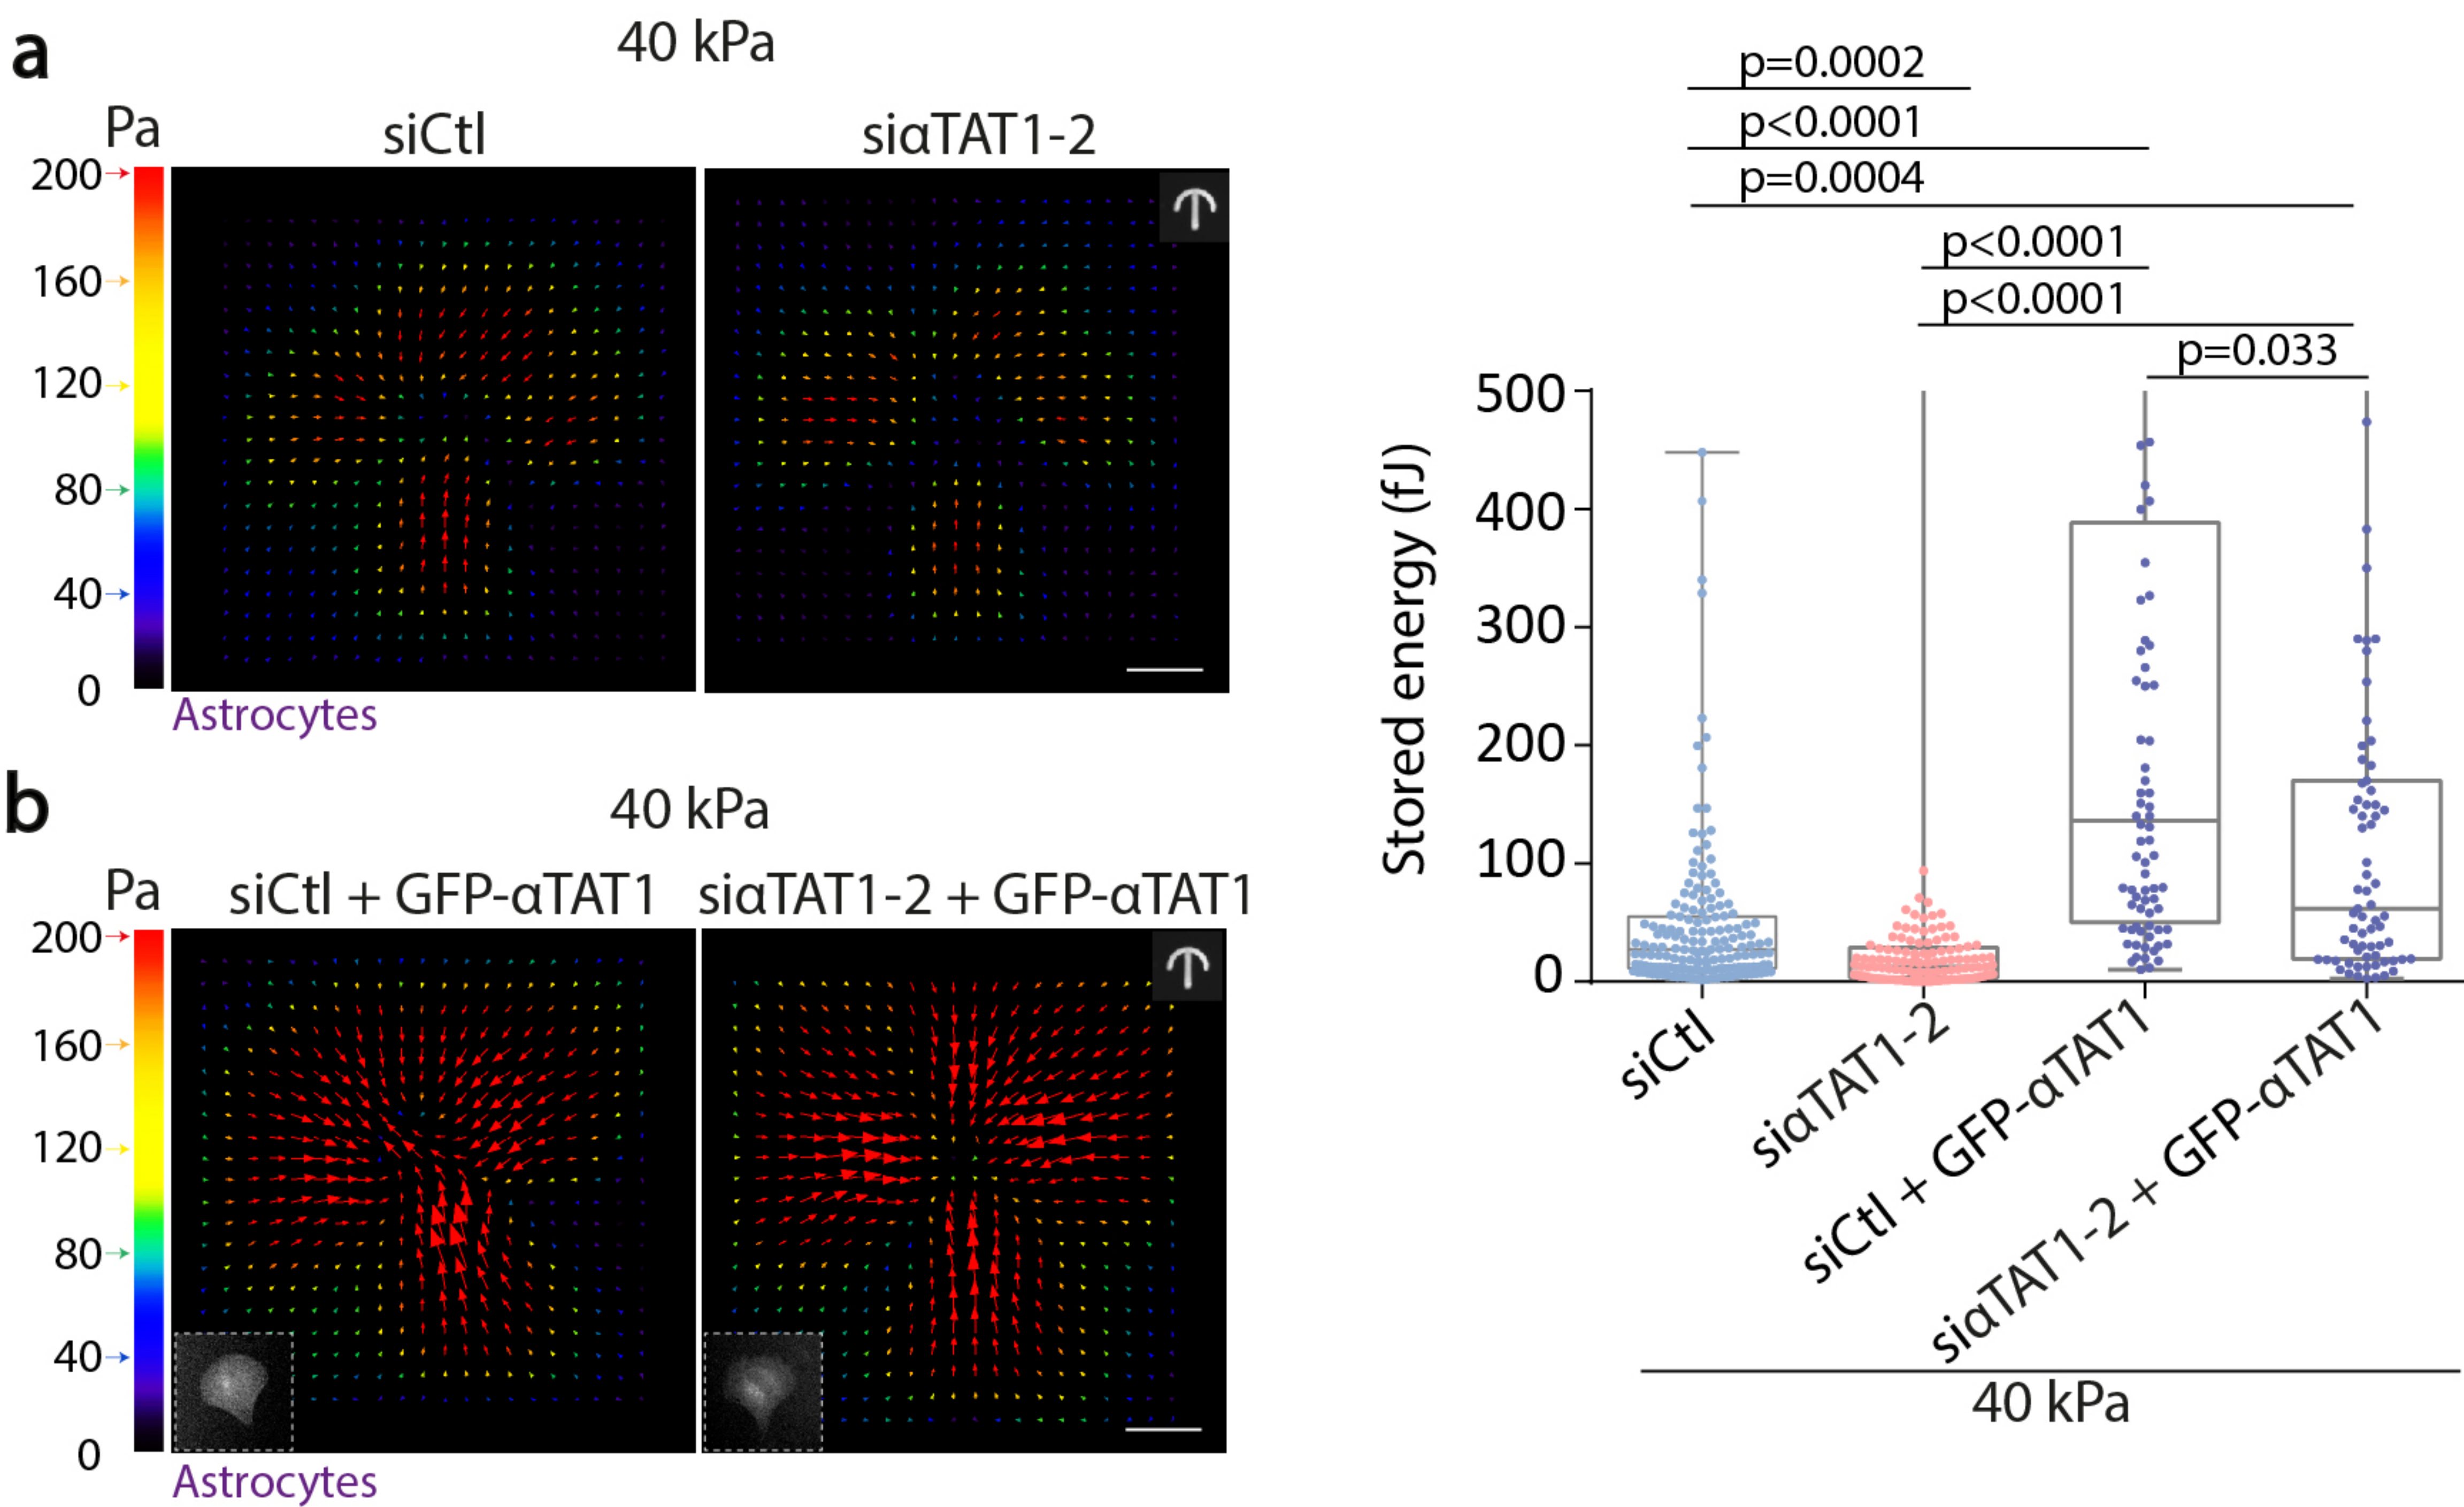 a
40 kPa
Pa
siCtl
siαTAT1-2
200
160
120
80
40
0
Astrocytes
b
40 kPa
Pa
siCtl + GFP-αTAT1
siαTAT1-2 + GFP-αTAT1
200
160
120
80
40
0
Astrocytes
p=0.0002
p<0.0001
p=0.0004
p<0.0001
p<0.0001
p=0.033
Stored energy (fJ)
500
400
300
200
100
0
siCtl
siαTAT1-2
siCtl + GFP-αTAT1
siαTAT1-2 + GFP-αTAT1
40 kPa